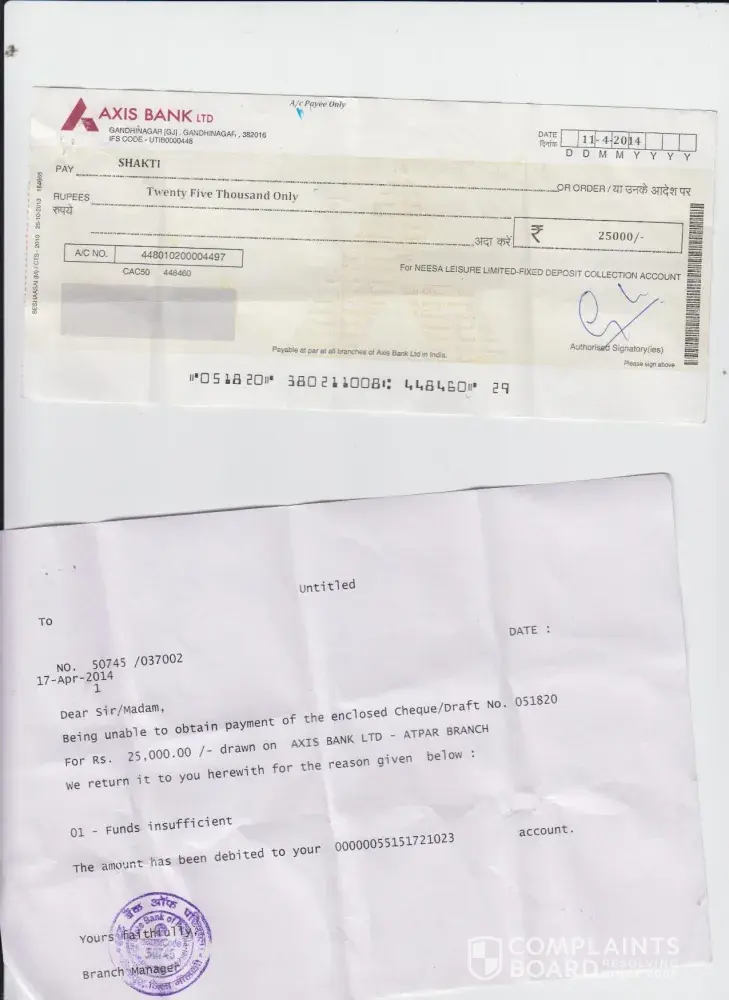 A/c Payee Only
AXIS BANK LTD
GANDHINAGAR [GJ], GANDHINAGAR, 382016
IFS CODE - UTIB0000448
DATE 11-4-2014
दिनांक
D D M M Y Y Y Y
PAY SHAKTI
OR ORDER / या उनके आदेश पर
RUPEES Twenty Five Thousand Only
रुपये
अदा करें ₹ 25000/-
A/C NO. 448010200004497
CAC50 448460
For NEESA LEISURE LIMITED-FIXED DEPOSIT COLLECTION ACCOUNT
Authorised Signatory(ies)
Please sign above
Payable at par at all branches of Axis Bank Ltd in India.
⑈051820⑈ 380211008⑆ 448460⑈ 29
Untitled
To
DATE :
NO. 50745 /037002
17-Apr-2014
1
Dear Sir/Madam,
Being unable to obtain payment of the enclosed Cheque/Draft No. 051820
For Rs. 25,000.00 /- drawn on AXIS BANK LTD - ATPAR BRANCH
We return it to you herewith for the reason given below :
01 - Funds insufficient
The amount has been debited to your 00000055151721023 account.
Yours faithfully,
Branch Manager
COMPLAINTS
BOARD RESOLVING